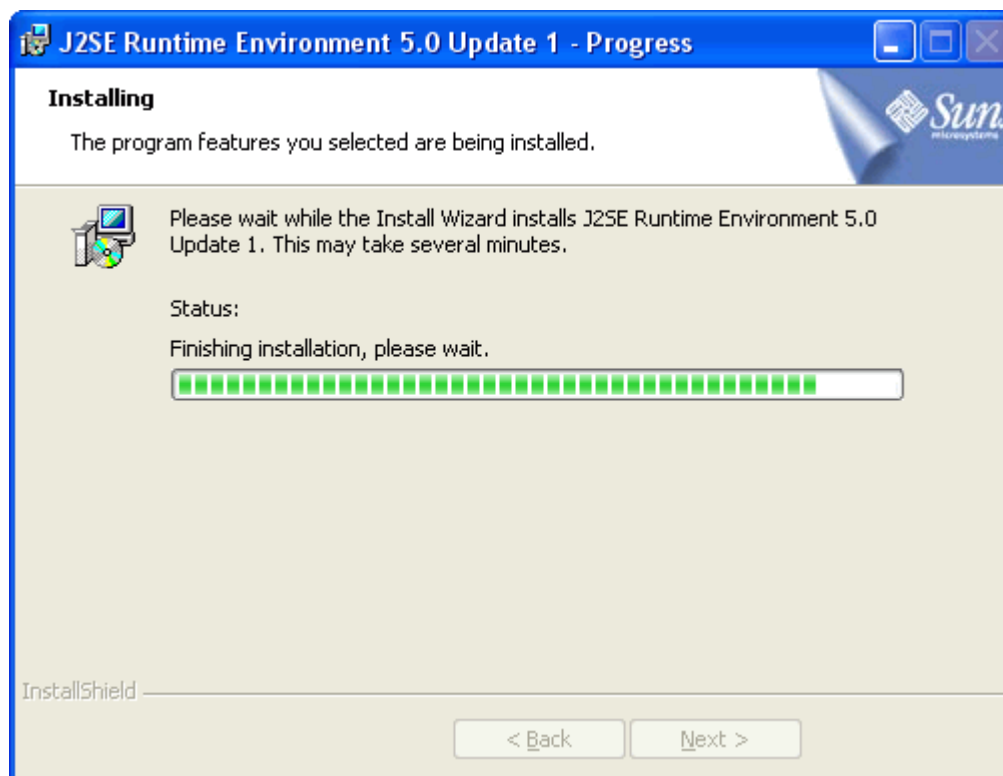 J2SE Runtime Environment 5.0 Update 1 - Progress
Installing
The program features you selected are being installed.
Sun
microsystems
Please wait while the Install Wizard installs J2SE Runtime Environment 5.0
Update 1. This may take several minutes.
Status:
Finishing installation, please wait.
InstallShield
< Back
Next >